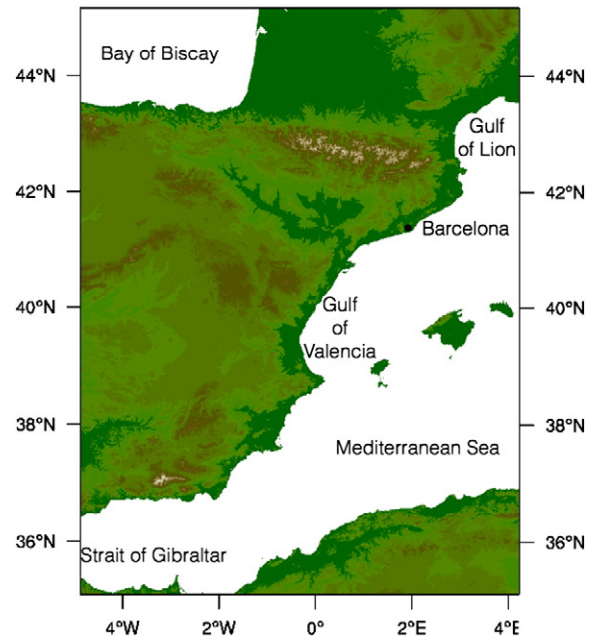 Bay of Biscay
44°N
44°N
Gulf
of Lion
42°N
42°N
Barcelona
40°N
40°N
Gulf
of
Valencia
38°N
38°N
Mediterranean Sea
36°N
36°N
Strait of Gibraltar
4°W
2°W
0°
2°E
4°E